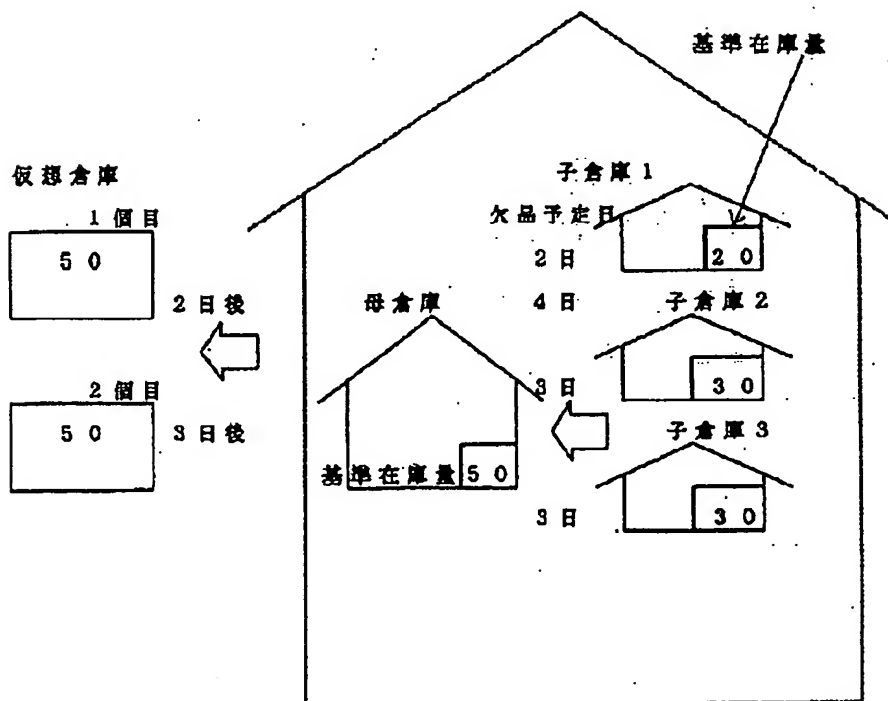 基準在庫量
仮想倉庫
1個目
50
2日後
2個目
50
3日後
母倉庫
基準在庫量50
子倉庫1
欠品予定日
2日
20
4日
子倉庫2
3日
30
子倉庫3
3日
30